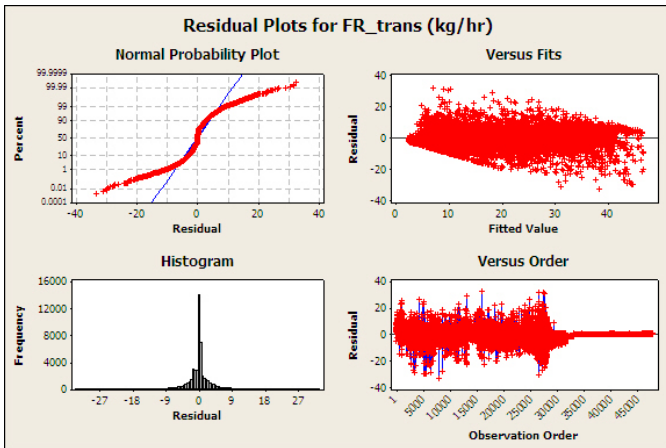 Residual Plots for FR_trans (kg/hr)
Normal Probability Plot
99.9999
99.99
99
90
50
10
1
0.01
0.0001
Percent
-40 -20 0 20 40
Residual
Versus Fits
40
20
0
-20
-40
Residual
0 10 20 30 40
Fitted Value
Histogram
16000
12000
8000
4000
0
Frequency
-27 -18 -9 0 9 18 27
Residual
Versus Order
40
20
0
-20
-40
Residual
1 5000 10000 15000 20000 25000 30000 35000 40000 45000
Observation Order